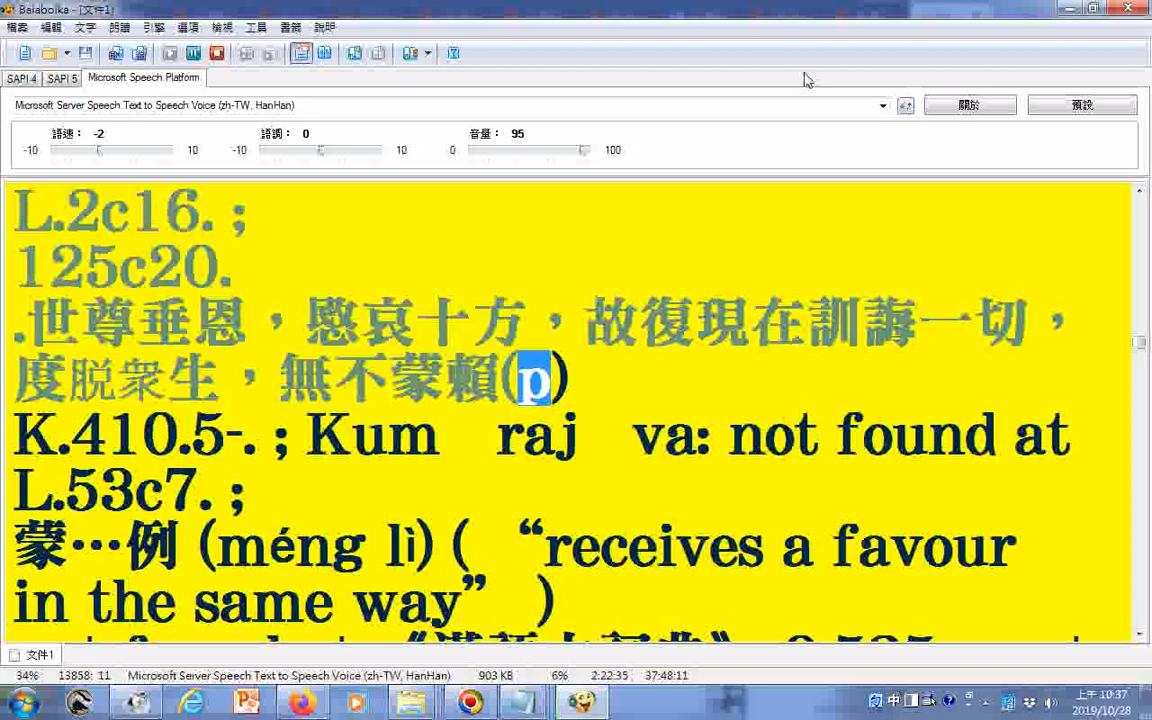 Balabolka - [文件1]
檔案 編輯 文字 朗讀 引擎 選項 檢視 工具 書籤 說明
SAPI 4 SAPI 5 Microsoft Speech Platform
Microsoft Server Speech Text to Speech Voice (zh-TW, HanHan) 關於 預設
語速： -2 語調： 0 音量： 95
-10 10 -10 10 0 100
L.2c16. ;
125c20.
.世尊垂恩，愍哀十方，故復現在訓誨一切，
度脱衆生，無不蒙賴(p)
K.410.5-. ; Kum raj va: not found at
L.53c7. ;
蒙…例 (méng lì) ( “receives a favour
in the same way” )
文件1
34% 13858: 11 Microsoft Server Speech Text to Speech Voice (zh-TW, HanHan) 903 KB 6% 2:22:35 37:48:11
中 上午 10:37
2019/10/28